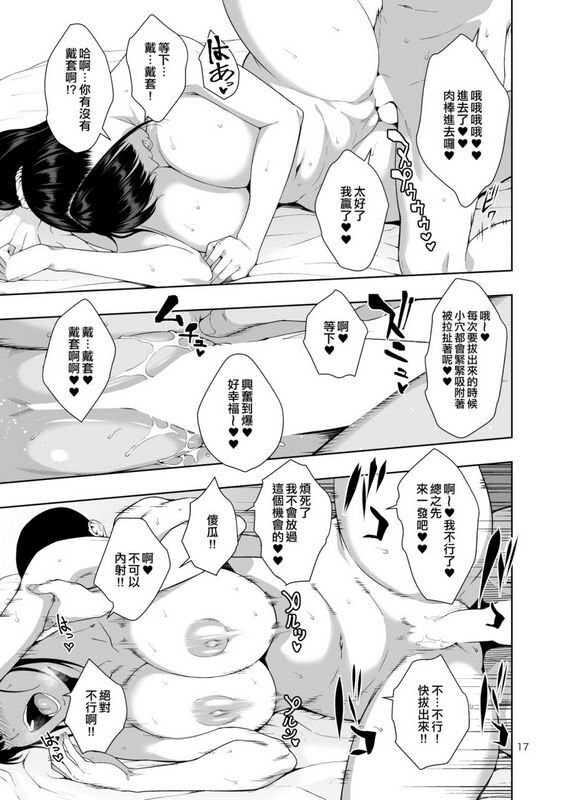 哦哦哦哦♥
進去了♥♥
肉棒進去囉♥
太好了
我贏了♥♥
等下…
戴…戴套！
哈啊…你有沒有
戴套啊!?
はあっ
哦～♥
每次要拔出來的時候
小穴都會緊緊吸附著
被拉扯著呢♥♥
啊♥
等下♥
興奮到爆♥
好幸福～♥♥
戴…戴套♥
戴套啊啊♥
啊～♥我不行了♥
總之先
來一發吧♥♥
煩死了♥
我不會放過
這個機會的♥
傻瓜!!
啊♥
不可以
內射!!
不…不行！
快拔出來!!
絕對
不行啊!!
17